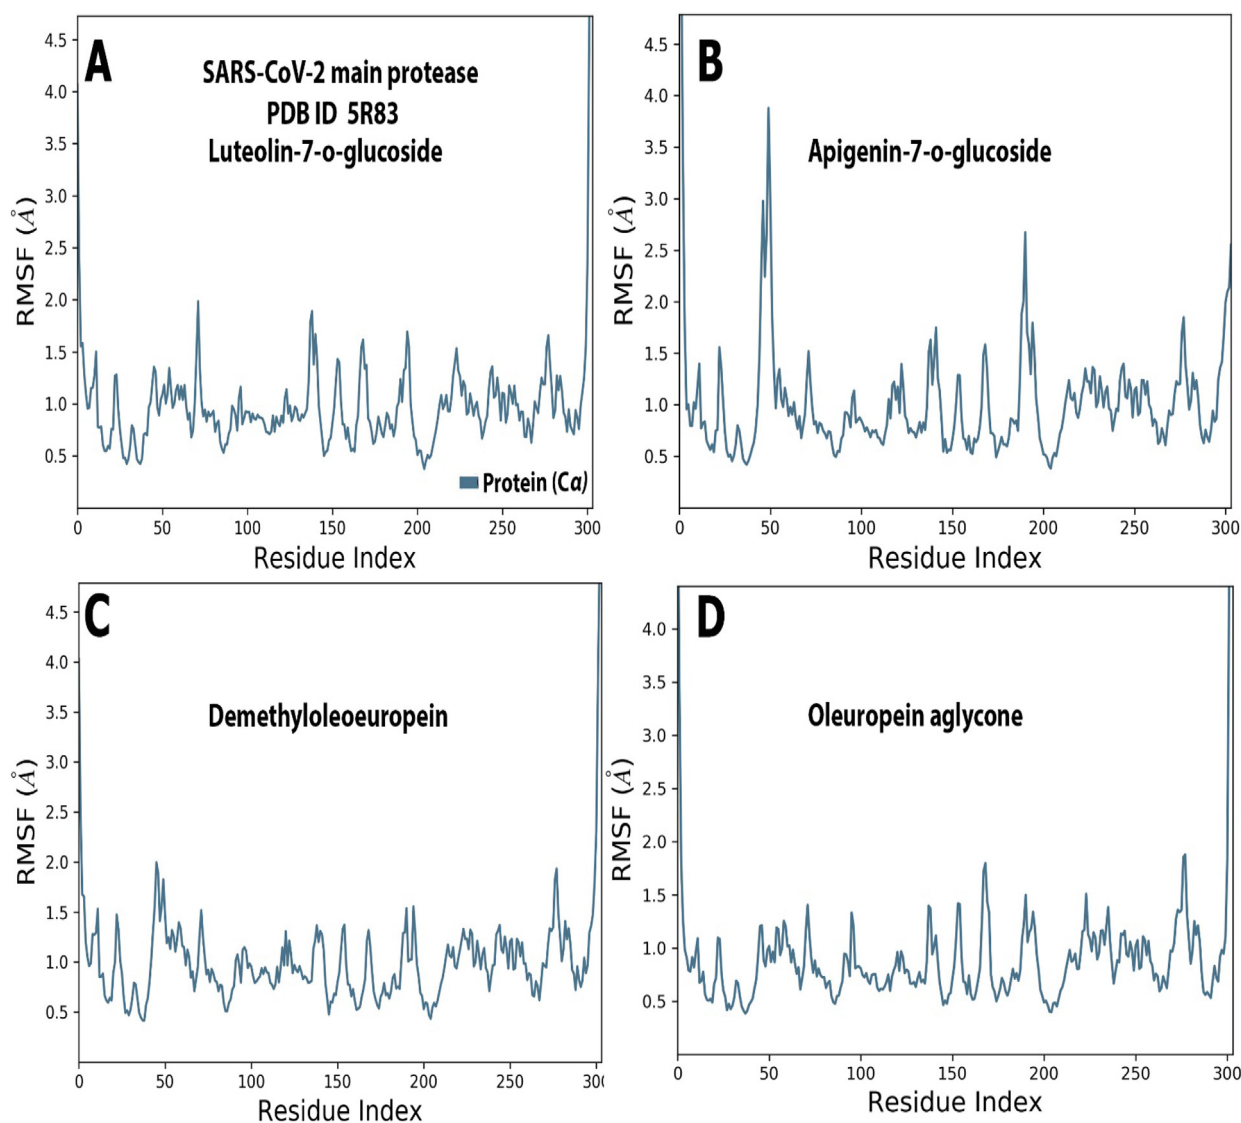 A
SARS-CoV-2 main protease
PDB ID 5R83
Luteolin-7-o-glucoside
4.5
4.0
3.5
3.0
2.5
2.0
1.5
1.0
0.5
RMSF (Å)
Protein (Cα)
0 50 100 150 200 250 300
Residue Index
B
Apigenin-7-o-glucoside
4.5
4.0
3.5
3.0
2.5
2.0
1.5
1.0
0.5
RMSF (Å)
0 50 100 150 200 250 300
Residue Index
C
Demethyloleoeuropein
4.5
4.0
3.5
3.0
2.5
2.0
1.5
1.0
0.5
RMSF (Å)
0 50 100 150 200 250 300
Residue Index
D
Oleuropein aglycone
4.0
3.5
3.0
2.5
2.0
1.5
1.0
0.5
RMSF (Å)
0 50 100 150 200 250 300
Residue Index